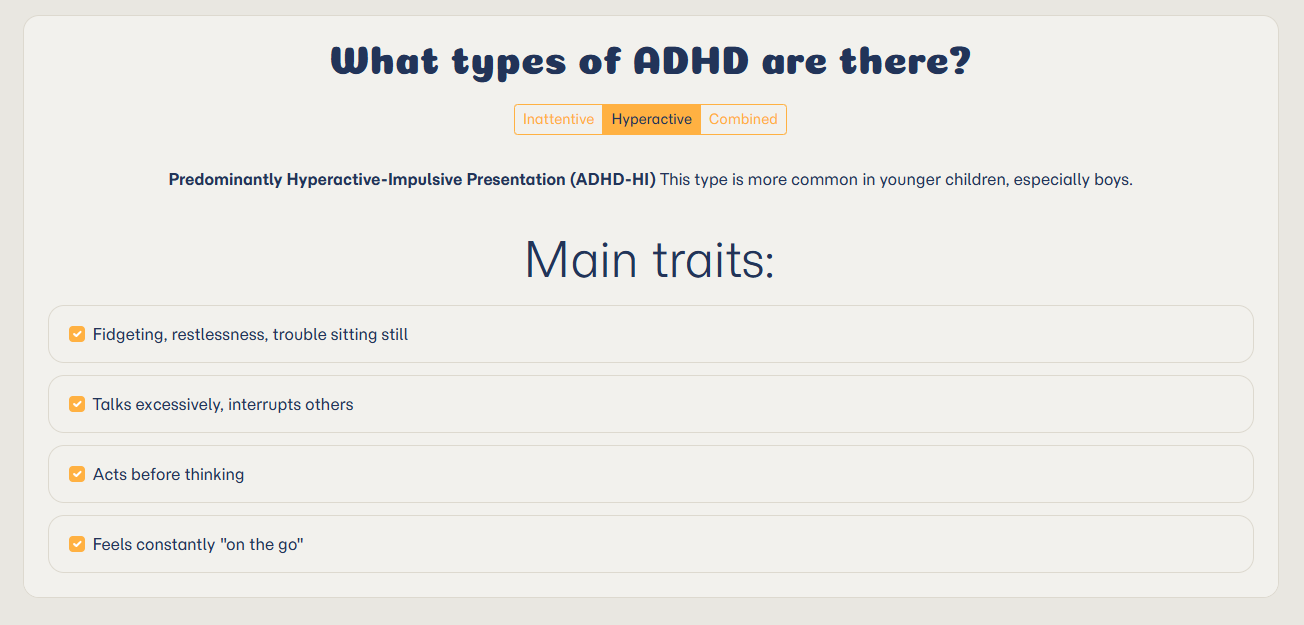 What types of ADHD are there?
Inattentive Hyperactive Combined
Predominantly Hyperactive-Impulsive Presentation (ADHD-HI) This type is more common in younger children, especially boys.
Main traits:
Fidgeting, restlessness, trouble sitting still
Talks excessively, interrupts others
Acts before thinking
Feels constantly "on the go"